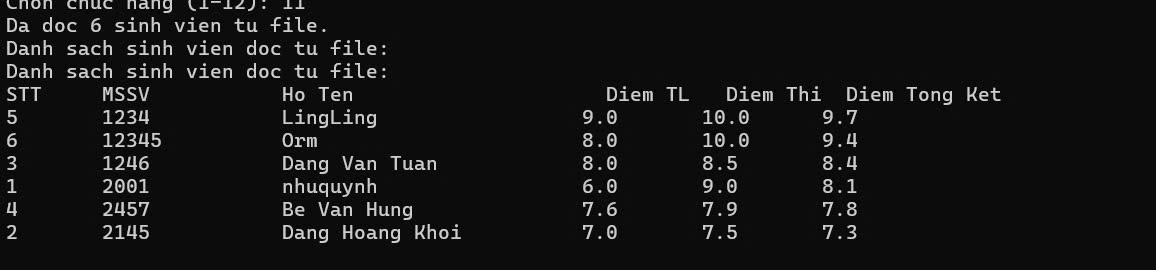 Chon chuc nang (1-12): 11
Da doc 6 sinh vien tu file.
Danh sach sinh vien doc tu file:
Danh sach sinh vien doc tu file:
STT MSSV Ho Ten Diem TL Diem Thi Diem Tong Ket
5 1234 LingLing 9.0 10.0 9.7
6 12345 Orm 8.0 10.0 9.4
3 1246 Dang Van Tuan 8.0 8.5 8.4
1 2001 nhuquynh 6.0 9.0 8.1
4 2457 Be Van Hung 7.6 7.9 7.8
2 2145 Dang Hoang Khoi 7.0 7.5 7.3